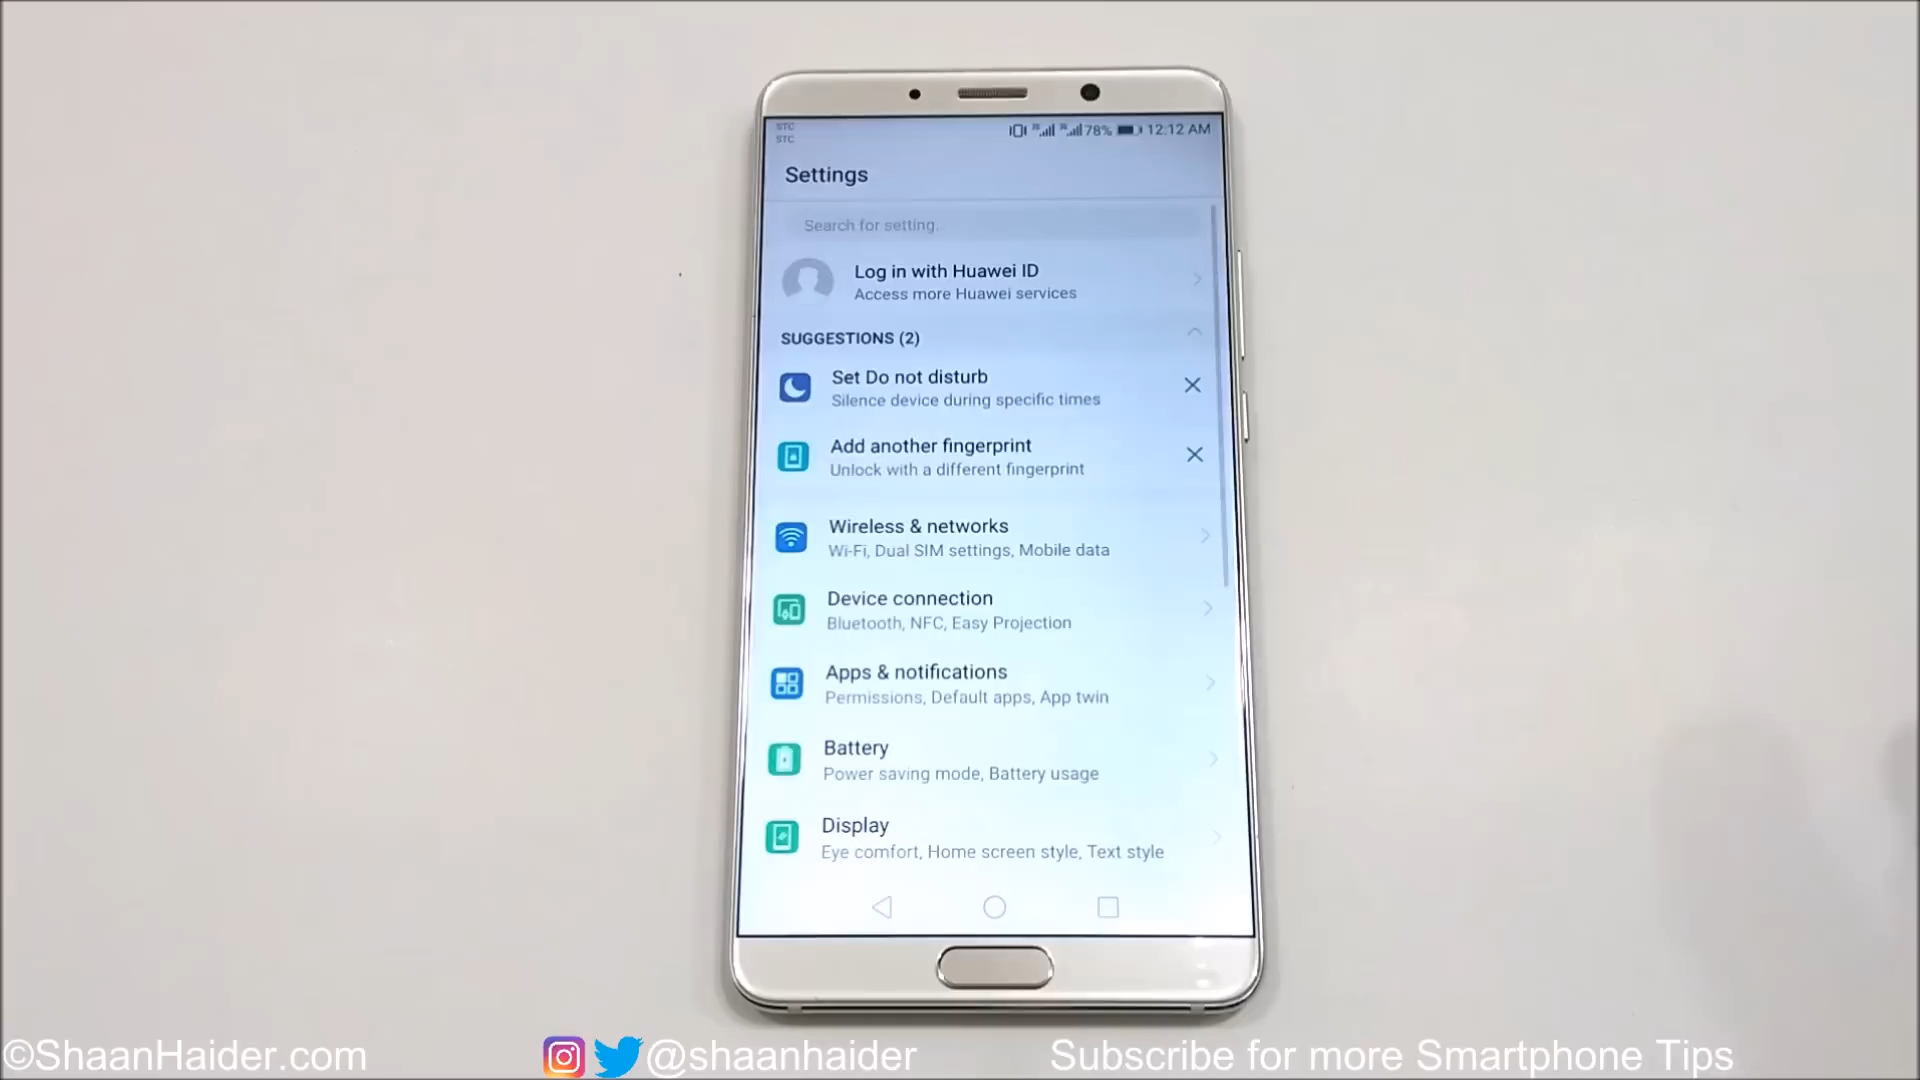 STC
STC
78% 12:12 AM
Settings
Search for setting..
Log in with Huawei ID
Access more Huawei services
SUGGESTIONS (2)
Set Do not disturb
Silence device during specific times
Add another fingerprint
Unlock with a different fingerprint
Wireless & networks
Wi-Fi, Dual SIM settings, Mobile data
Device connection
Bluetooth, NFC, Easy Projection
Apps & notifications
Permissions, Default apps, App twin
Battery
Power saving mode, Battery usage
Display
Eye comfort, Home screen style, Text style
©ShaanHaider.com
@shaanhaider
Subscribe for more Smartphone Tips